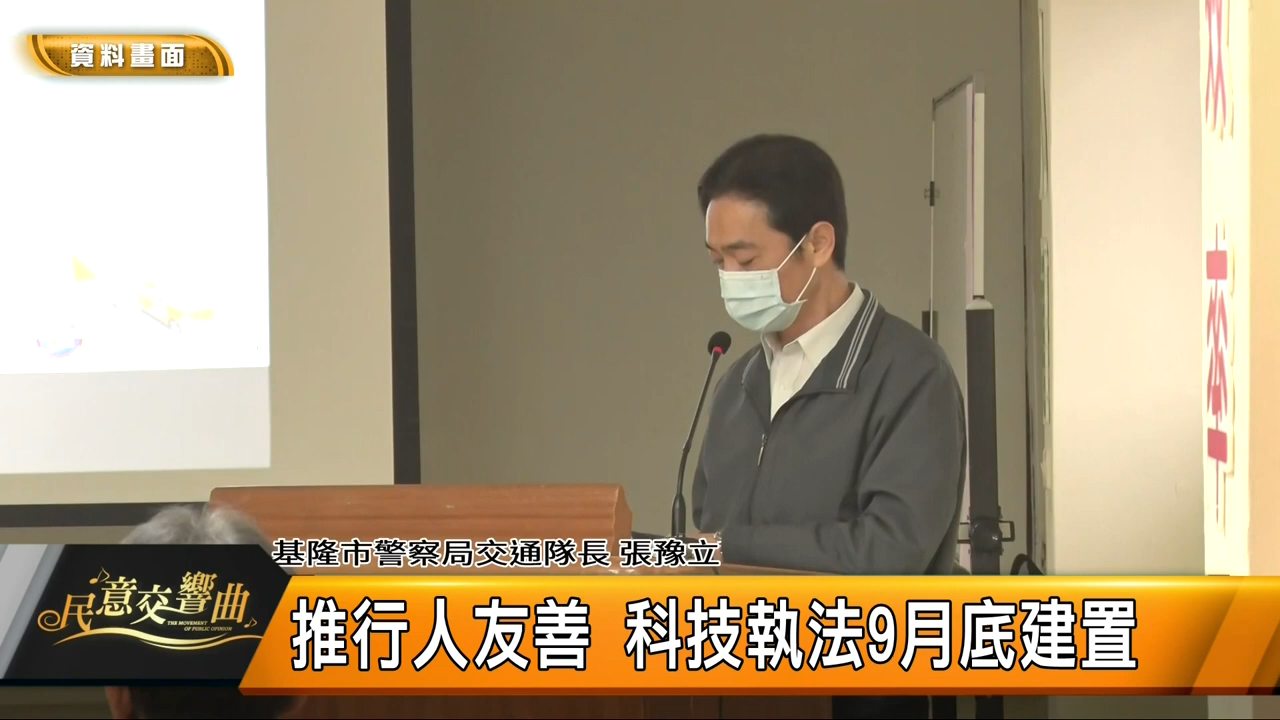 資料畫面
基隆市警察局交通隊長 張豫立
民意交響曲
THE MOVEMENT
OF PUBLIC OPINION
推行人友善 科技執法9月底建置